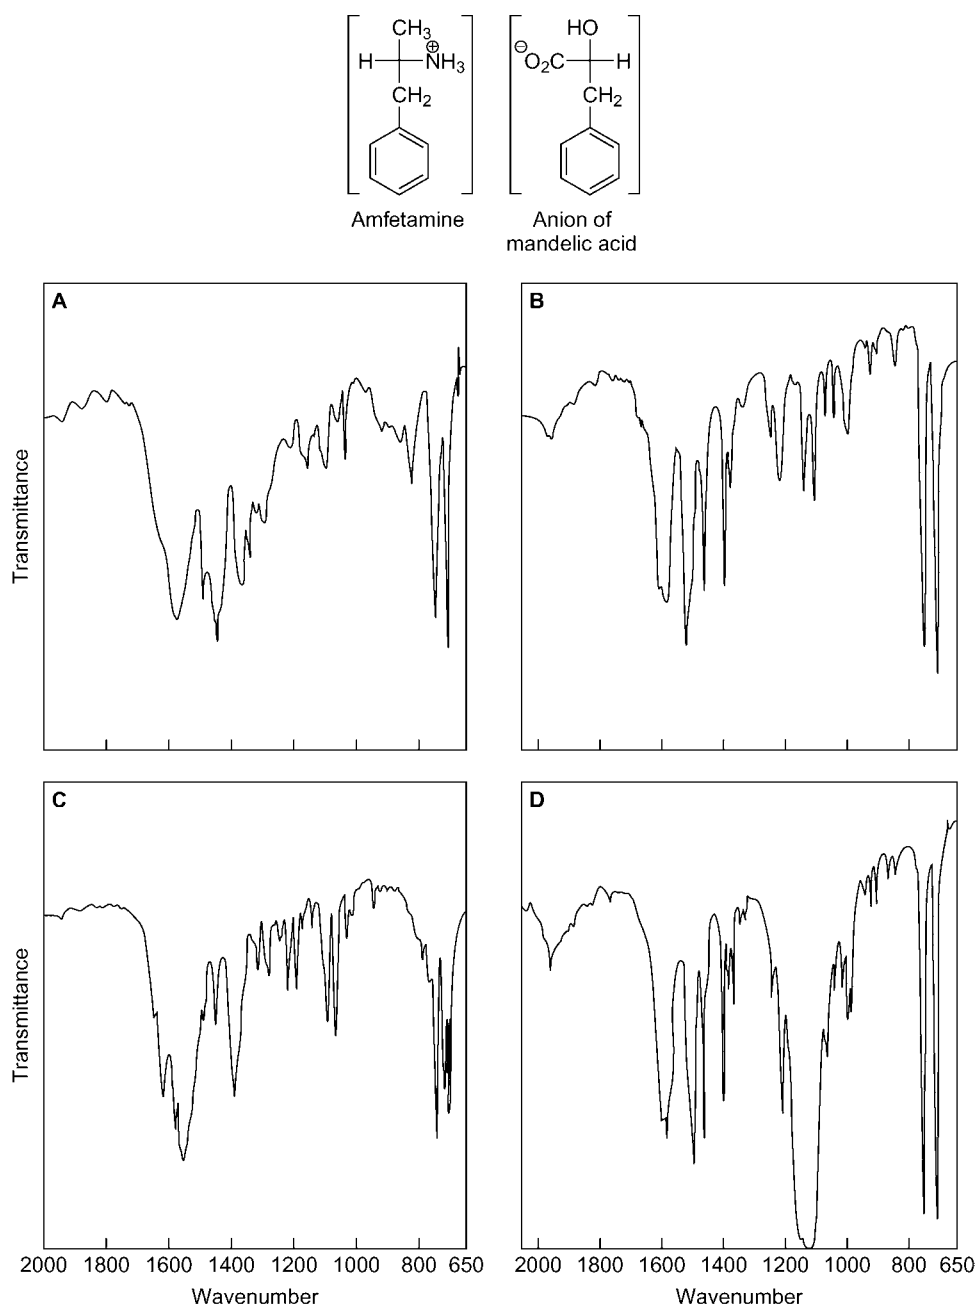 CH3
H
⊕
NH3
CH2
Amfetamine
HO
⊖
O2C
H
CH2
Anion of
mandelic acid
A
B
Transmittance
C
D
Transmittance
2000 1800 1600 1400 1200 1000 800 650
2000 1800 1600 1400 1200 1000 800 650
Wavenumber
Wavenumber